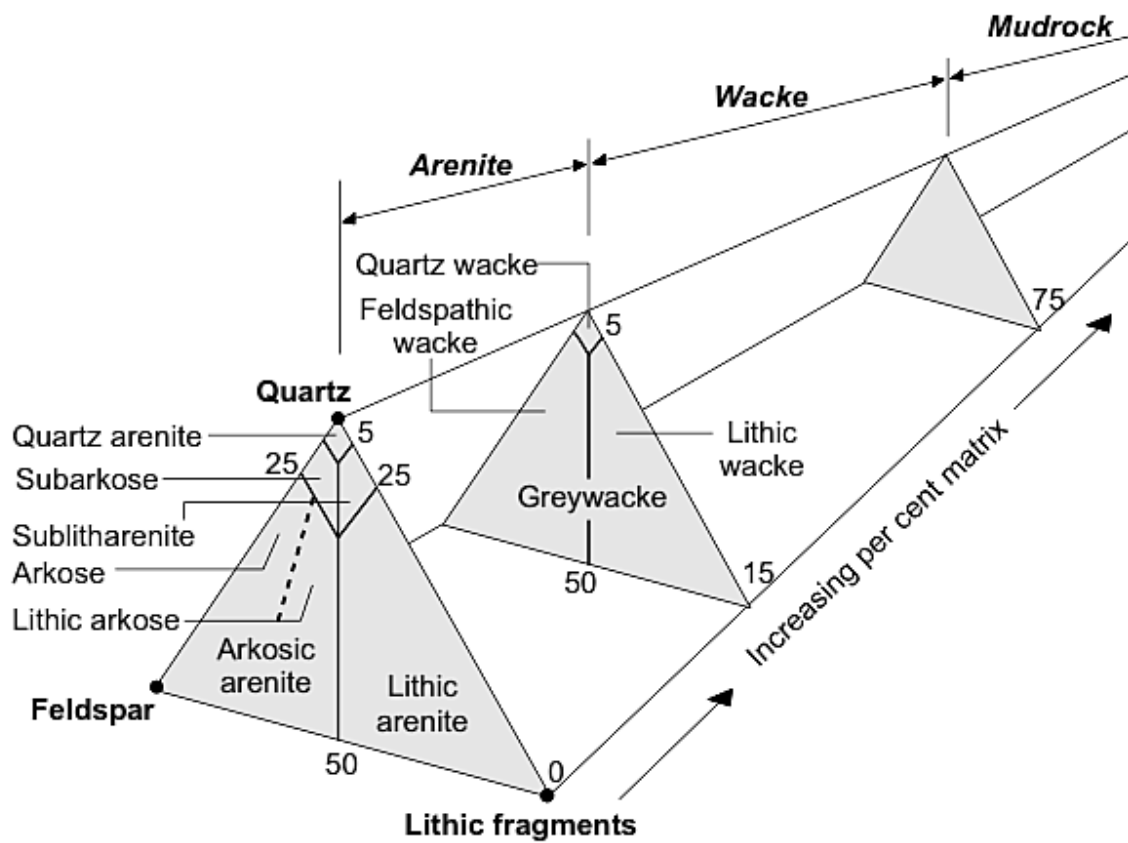 Mudrock
Wacke
Arenite
Quartz wacke
Feldspathic
wacke
5
75
Quartz
Quartz arenite
5
25
Subarkose
25
Lithic
wacke
Greywacke
Sublitharenite
Arkose
50
15
Lithic arkose
Arkosic
arenite
Lithic
arenite
Feldspar
50
0
Lithic fragments
Increasing per cent matrix